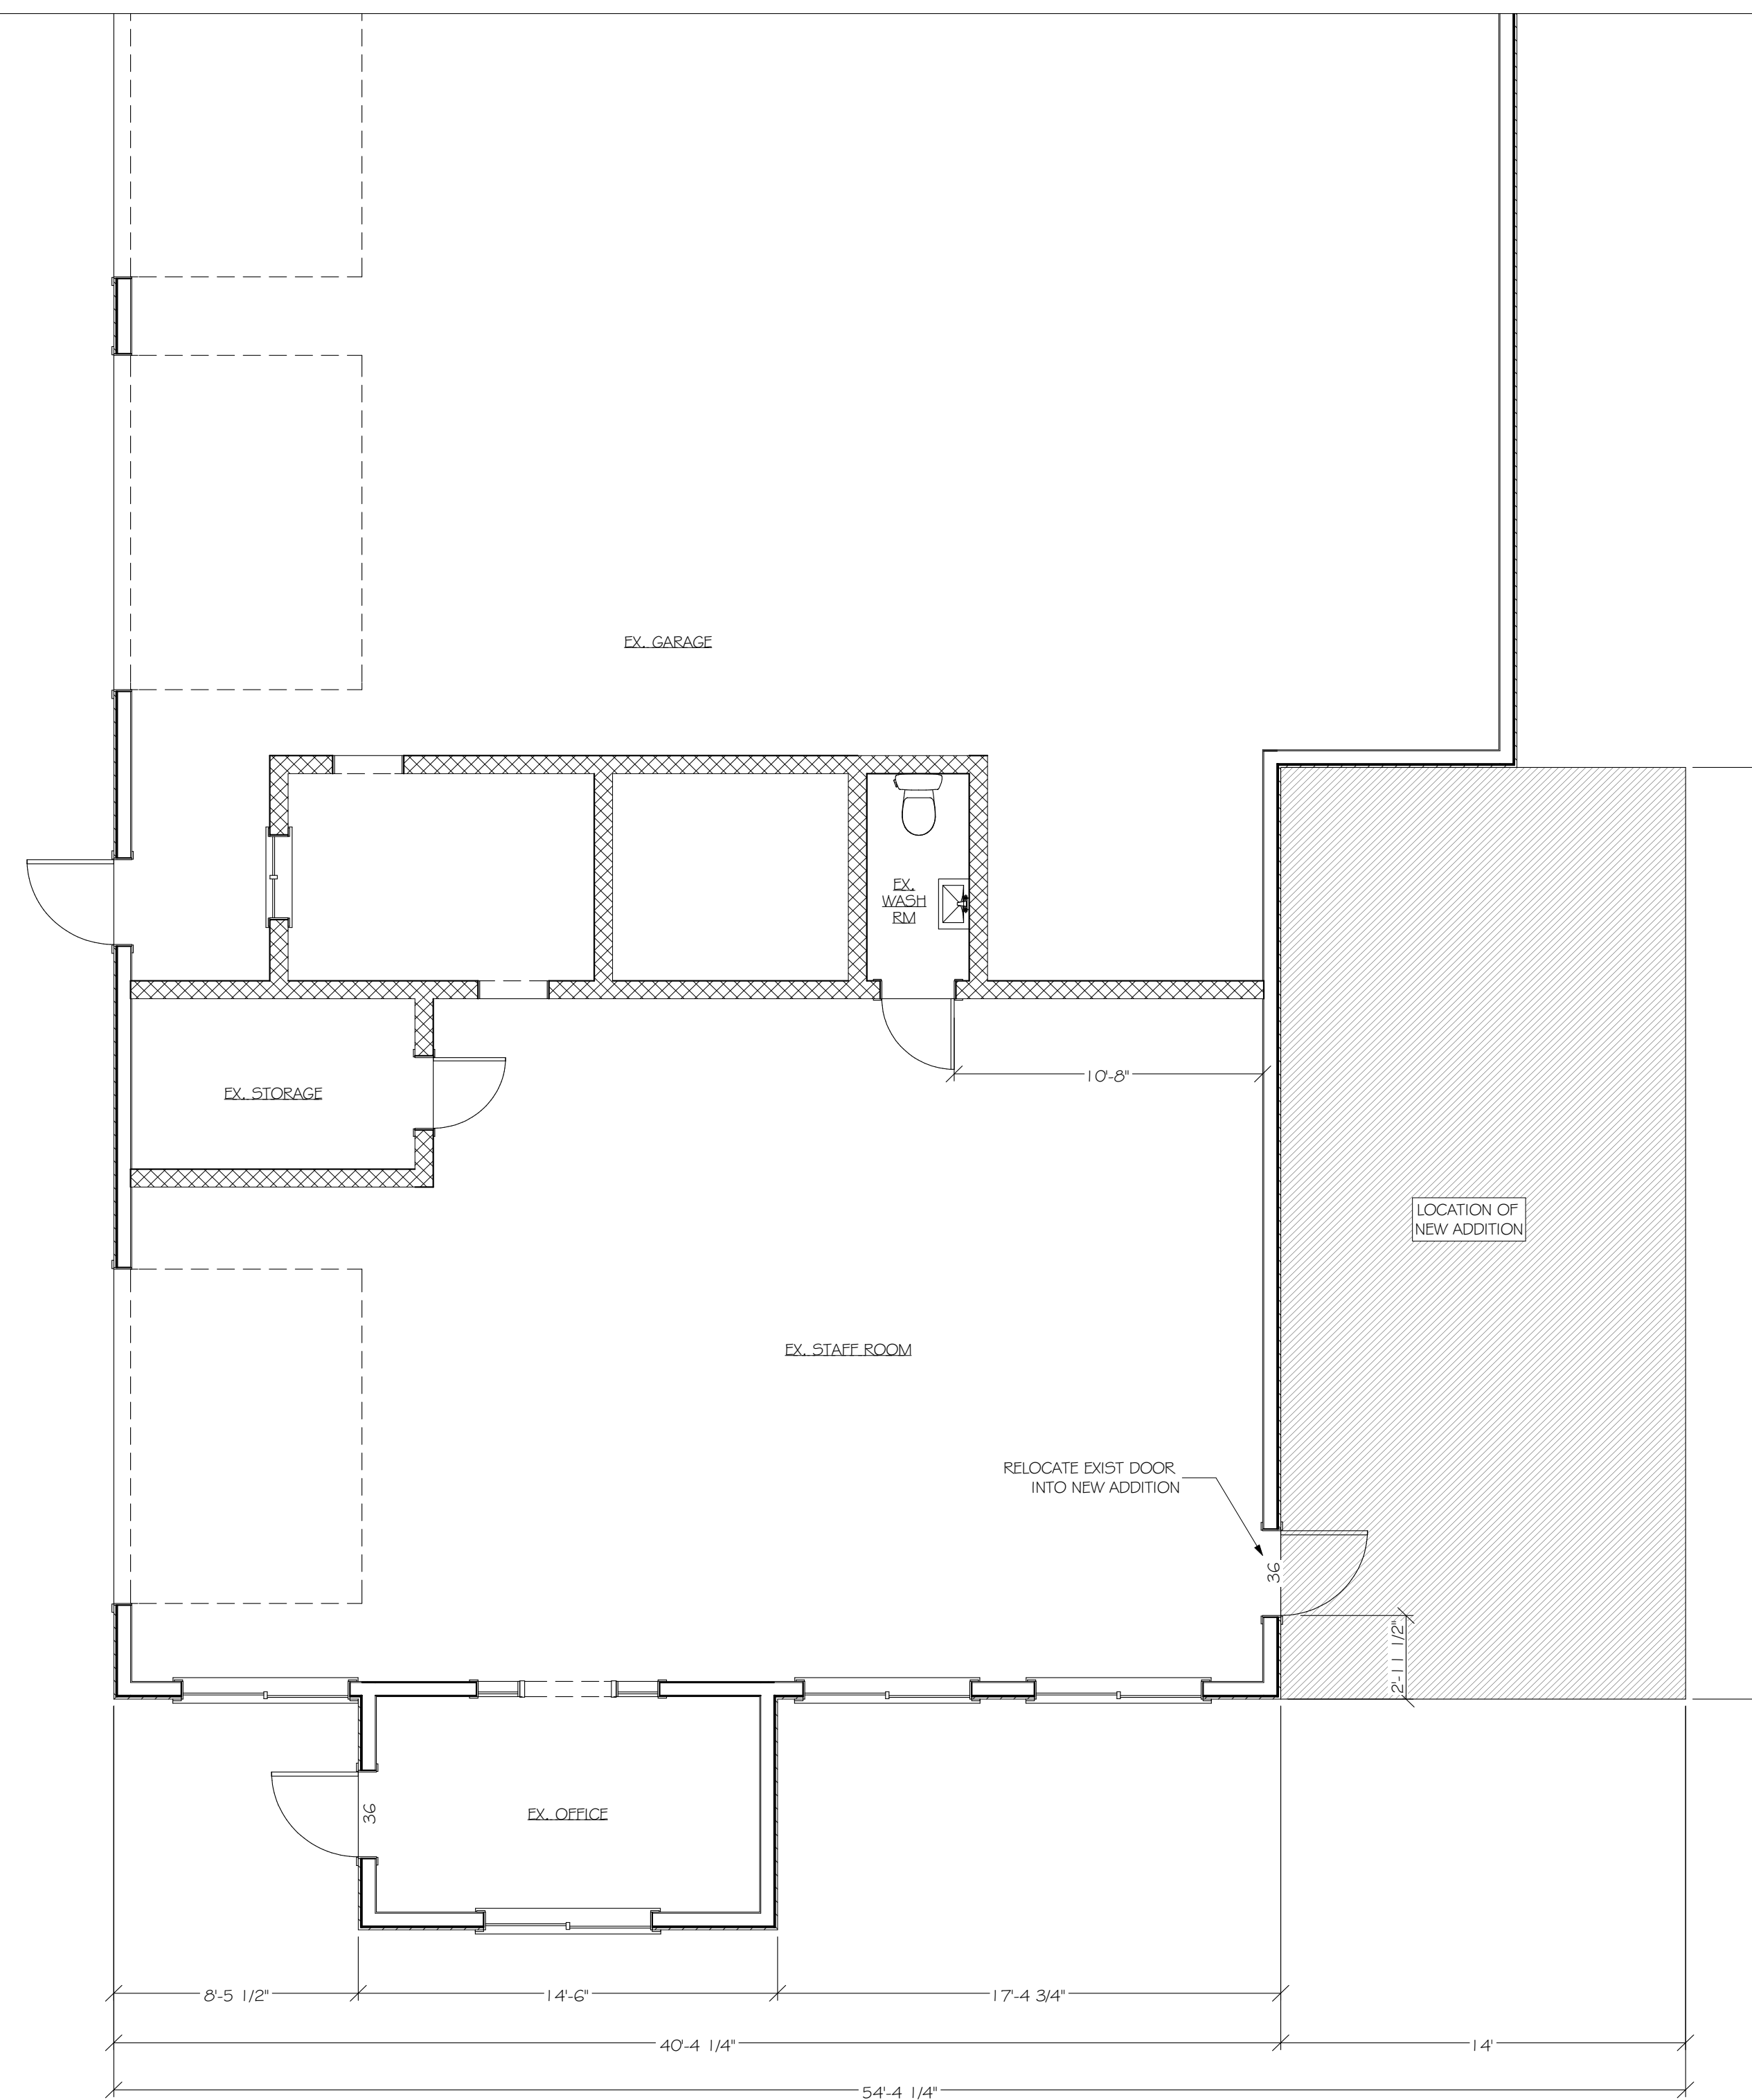 EX. GARAGE
EX.
WASH
RM
10'-8"
EX. STORAGE
LOCATION OF
NEW ADDITION
EX. STAFF ROOM
RELOCATE EXIST DOOR
INTO NEW ADDITION
36
2'-11 1/2"
36
EX. OFFICE
8'-5 1/2"
14'-6"
17'-4 3/4"
40'-4 1/4"
14'
54'-4 1/4"